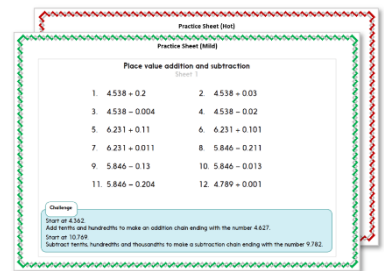 Practice Sheet (Hot)
Practice Sheet (Mild)
Place value addition and subtraction
Sheet 1
1. 4.538 + 0.2 2. 4.538 + 0.03
3. 4.538 – 0.004 4. 4.538 – 0.02
5. 6.231 + 0.11 6. 6.231 + 0.101
7. 6.231 + 0.011 8. 5.846 – 0.211
9. 5.846 – 0.13 10. 5.846 – 0.013
11. 5.846 – 0.204 12. 4.789 + 0.001
Challenge
Start at 4.362.
Add tenths and hundredths to make an addition chain ending with the number 4.627.
Start at 10.769.
Subtract tenths, hundredths and thousandths to make a subtraction chain ending with the number 9.782.